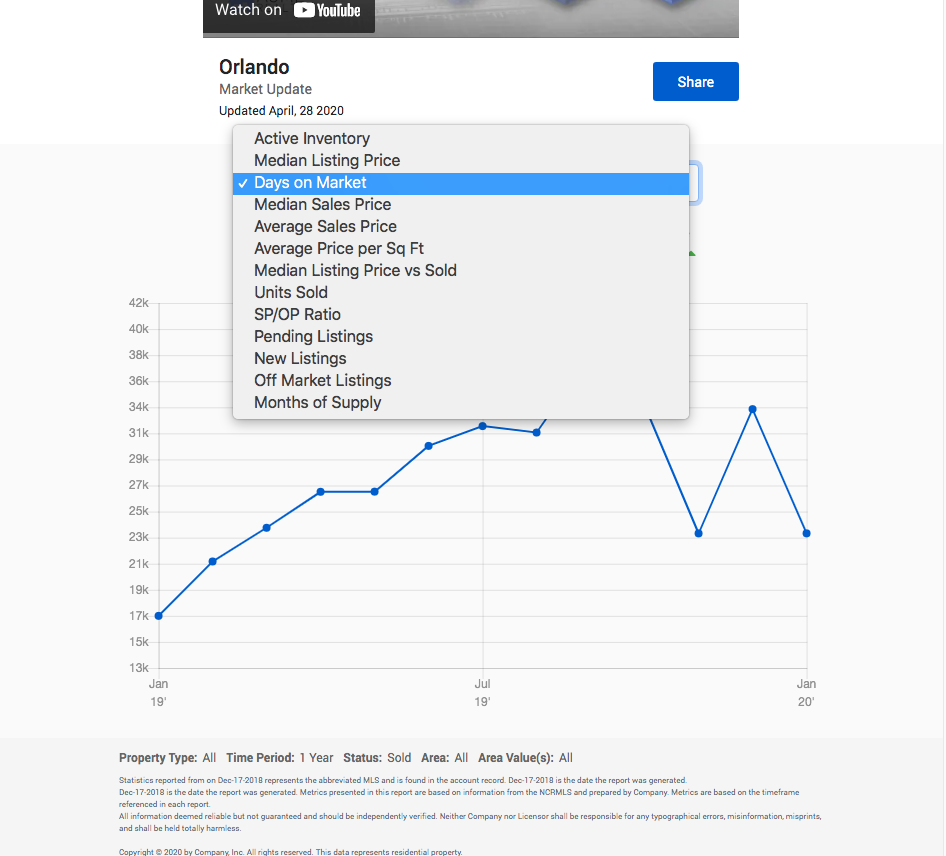 Watch on YouTube
Orlando
Market Update
Updated April, 28 2020
Share
Active Inventory
Median Listing Price
✓ Days on Market
Median Sales Price
Average Sales Price
Average Price per Sq Ft
Median Listing Price vs Sold
Units Sold
SP/OP Ratio
Pending Listings
New Listings
Off Market Listings
Months of Supply
42k
40k
38k
36k
34k
31k
29k
27k
25k
23k
21k
19k
17k
15k
13k
Jan Jul Jan
19' 19' 20'
Property Type: All Time Period: 1 Year Status: Sold Area: All Area Value(s): All
Statistics reported from on Dec-17-2018 represents the abbreviated MLS and is found in the account record. Dec-17-2018 is the date the report was generated.
Dec-17-2018 is the date the report was generated. Metrics presented in this report are based on information from the NCRMLS and prepared by Company. Metrics are based on the timeframe
referenced in each report.
All information deemed reliable but not guaranteed and should be independently verified. Neither Company nor Licensor shall be responsible for any typographical errors, misinformation, misprints,
and shall be held totally harmless.
Copyright © 2020 by Company, Inc. All rights reserved. This data represents residential property.